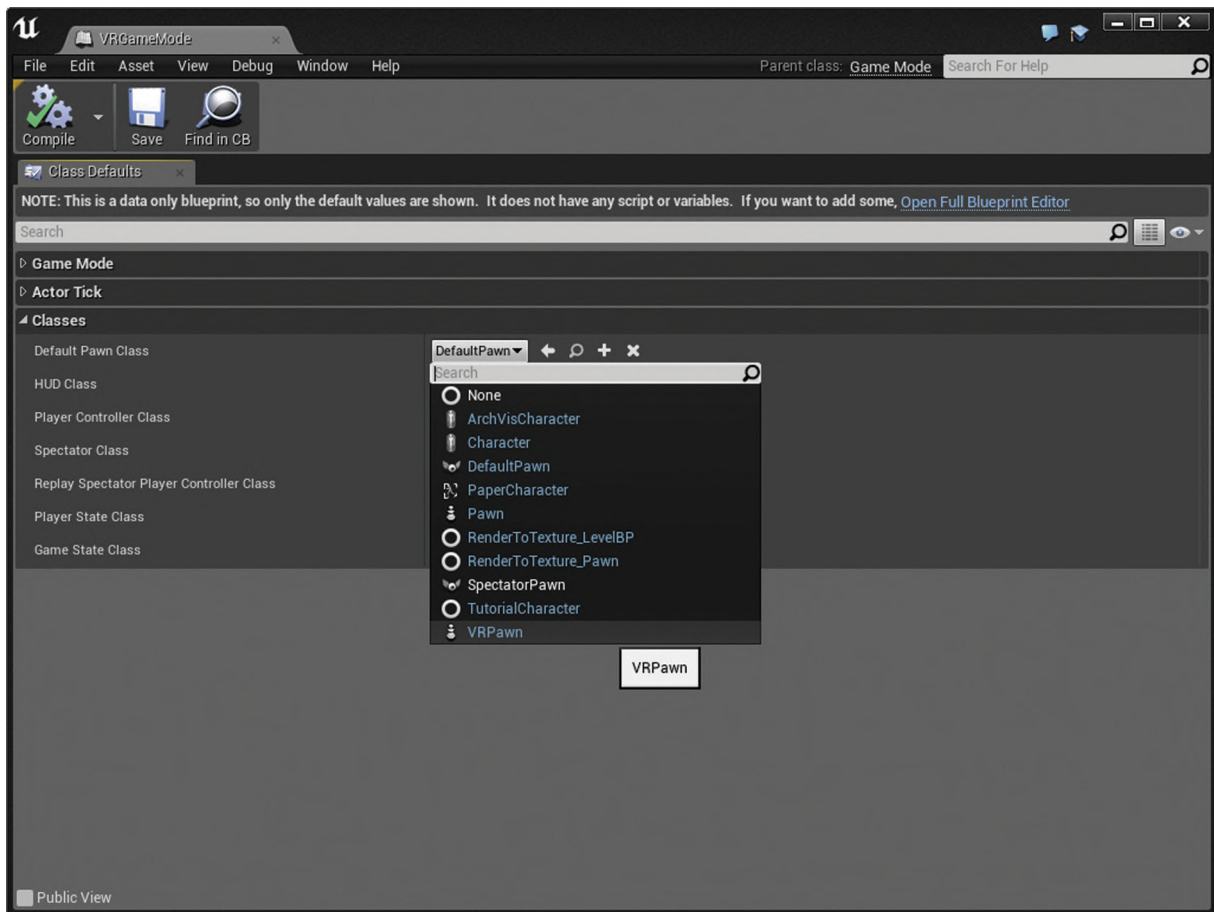 VRGameMode
File Edit Asset View Debug Window Help Parent class: Game Mode Search For Help
Compile Save Find in CB
Class Defaults
NOTE: This is a data only blueprint, so only the default values are shown. It does not have any script or variables. If you want to add some, Open Full Blueprint Editor
Search
Game Mode
Actor Tick
Classes
Default Pawn Class DefaultPawn
Search
HUD Class
None
Player Controller Class
ArchVisCharacter
Character
Spectator Class
DefaultPawn
Replay Spectator Player Controller Class
PaperCharacter
Player State Class
Pawn
RenderToTexture_LevelBP
Game State Class
RenderToTexture_Pawn
SpectatorPawn
TutorialCharacter
VRPawn
VRPawn
Public View